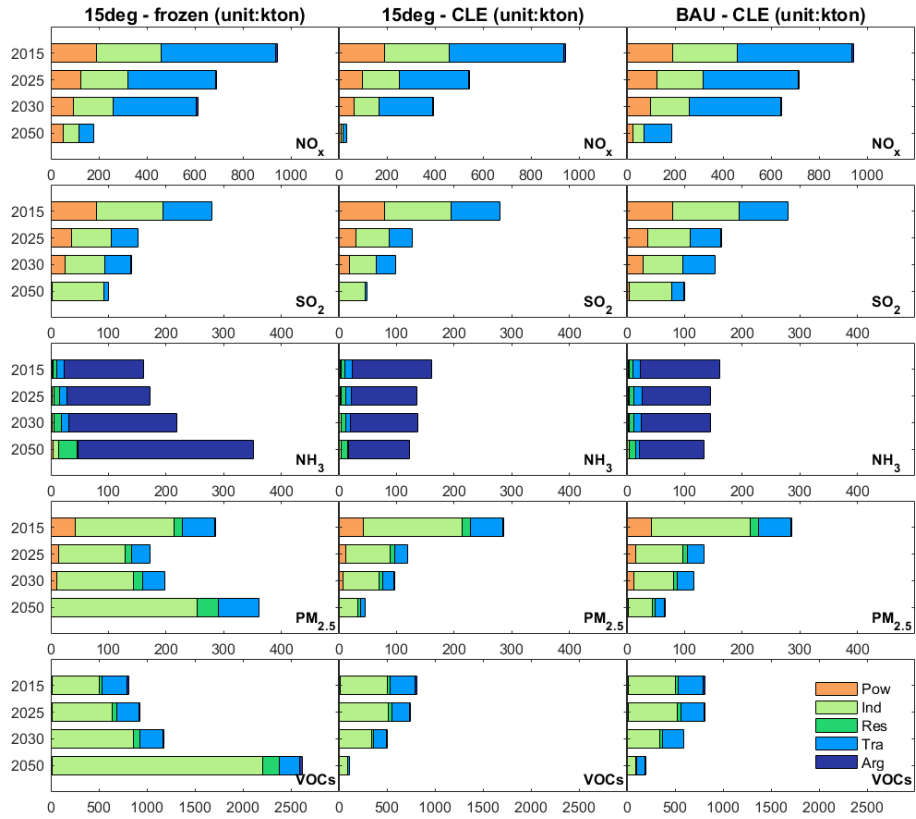 15deg - frozen (unit:kton) 15deg - CLE (unit:kton) BAU - CLE (unit:kton)
2015
2025
2030
2050
NOx NOx NOx
0 200 400 600 800 1000 0 200 400 600 800 1000 0 200 400 600 800 1000
2015
2025
2030
2050
SO2 SO2 SO2
0 100 200 300 400 0 100 200 300 400 0 100 200 300 400
2015
2025
2030
2050
NH3 NH3 NH3
0 100 200 300 400 0 100 200 300 400 0 100 200 300 400
2015
2025
2030
2050
PM2.5 PM2.5 PM2.5
0 100 200 300 400 0 100 200 300 400 0 100 200 300 400
2015 Pow
2025 Ind
Res
2030 Tra
2050 Arg
VOCs VOCs VOCs
0 500 1000 1500 2000 2500 0 500 1000 1500 2000 2500 0 500 1000 1500 2000 2500